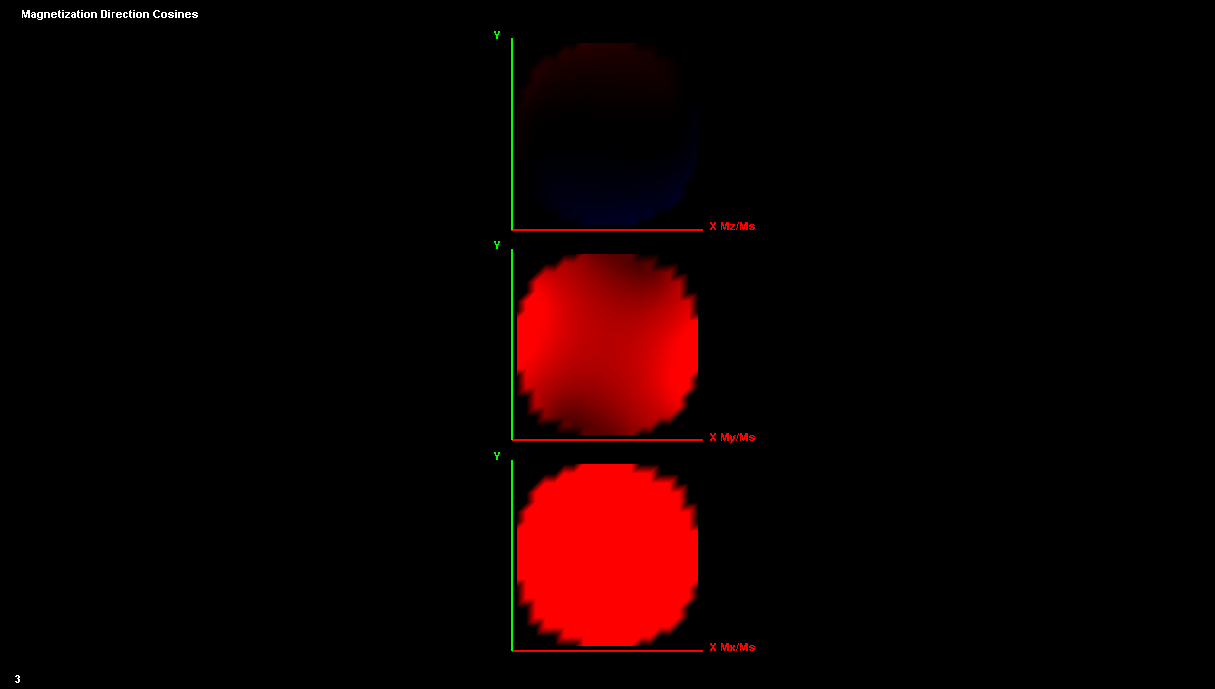 Magnetization Direction Cosines
Y
X Mz/Ms
Y
X My/Ms
Y
X Mx/Ms
3